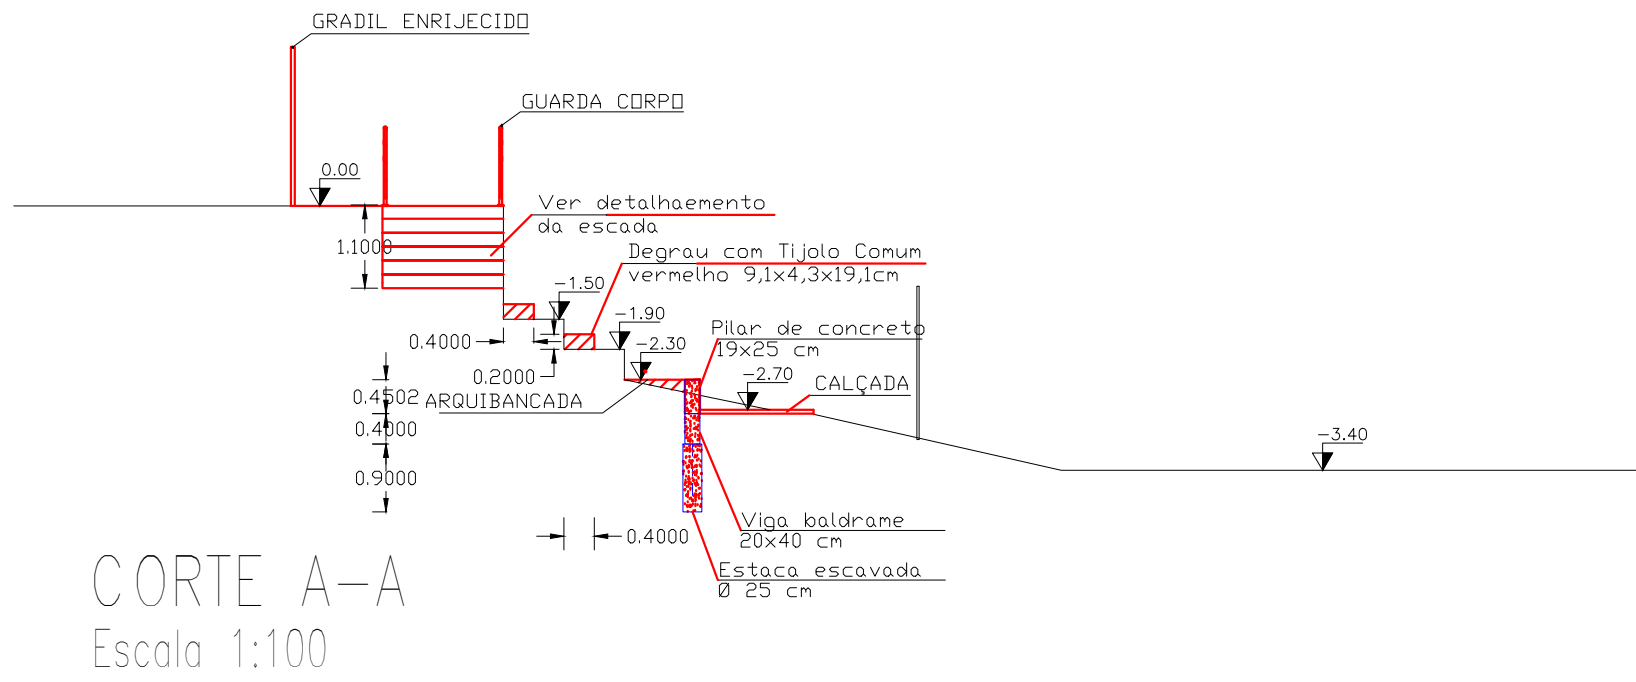 GRADIL ENRIJECIDO
GUARDA CORPO
0.00
Ver detalhaemento
da escada
1.1000
Degrau com Tijolo Comum
vermelho 9,1x4,3x19,1cm
-1.50
-1.90
Pilar de concreto
19x25 cm
0.4000
-2.30
0.2000
-2.70
CALÇADA
0.4502
ARQUIBANCADA
0.4000
-3.40
0.9000
Viga baldrame
20x40 cm
0.4000
Estaca escavada
Ø 25 cm
CORTE A-A
Escala 1:100